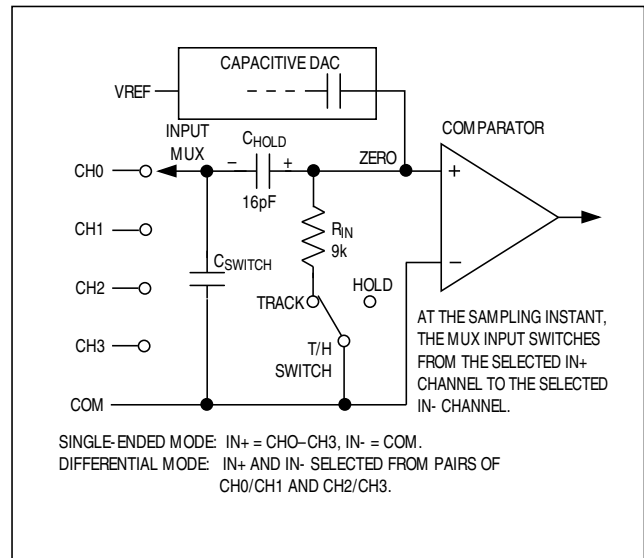 CAPACITIVE DAC
VREF
INPUT
MUX
CHOLD
COMPARATOR
– +
ZERO
CH0
16pF
+
RIN
9k
CH1
CSWITCH
–
HOLD
CH2
TRACK
AT THE SAMPLING INSTANT,
THE MUX INPUT SWITCHES
FROM THE SELECTED IN+
CHANNEL TO THE SELECTED
IN- CHANNEL.
CH3
T/H
SWITCH
COM
SINGLE-ENDED MODE: IN+ = CHO–CH3, IN- = COM.
DIFFERENTIAL MODE: IN+ AND IN- SELECTED FROM PAIRS OF
CH0/CH1 AND CH2/CH3.